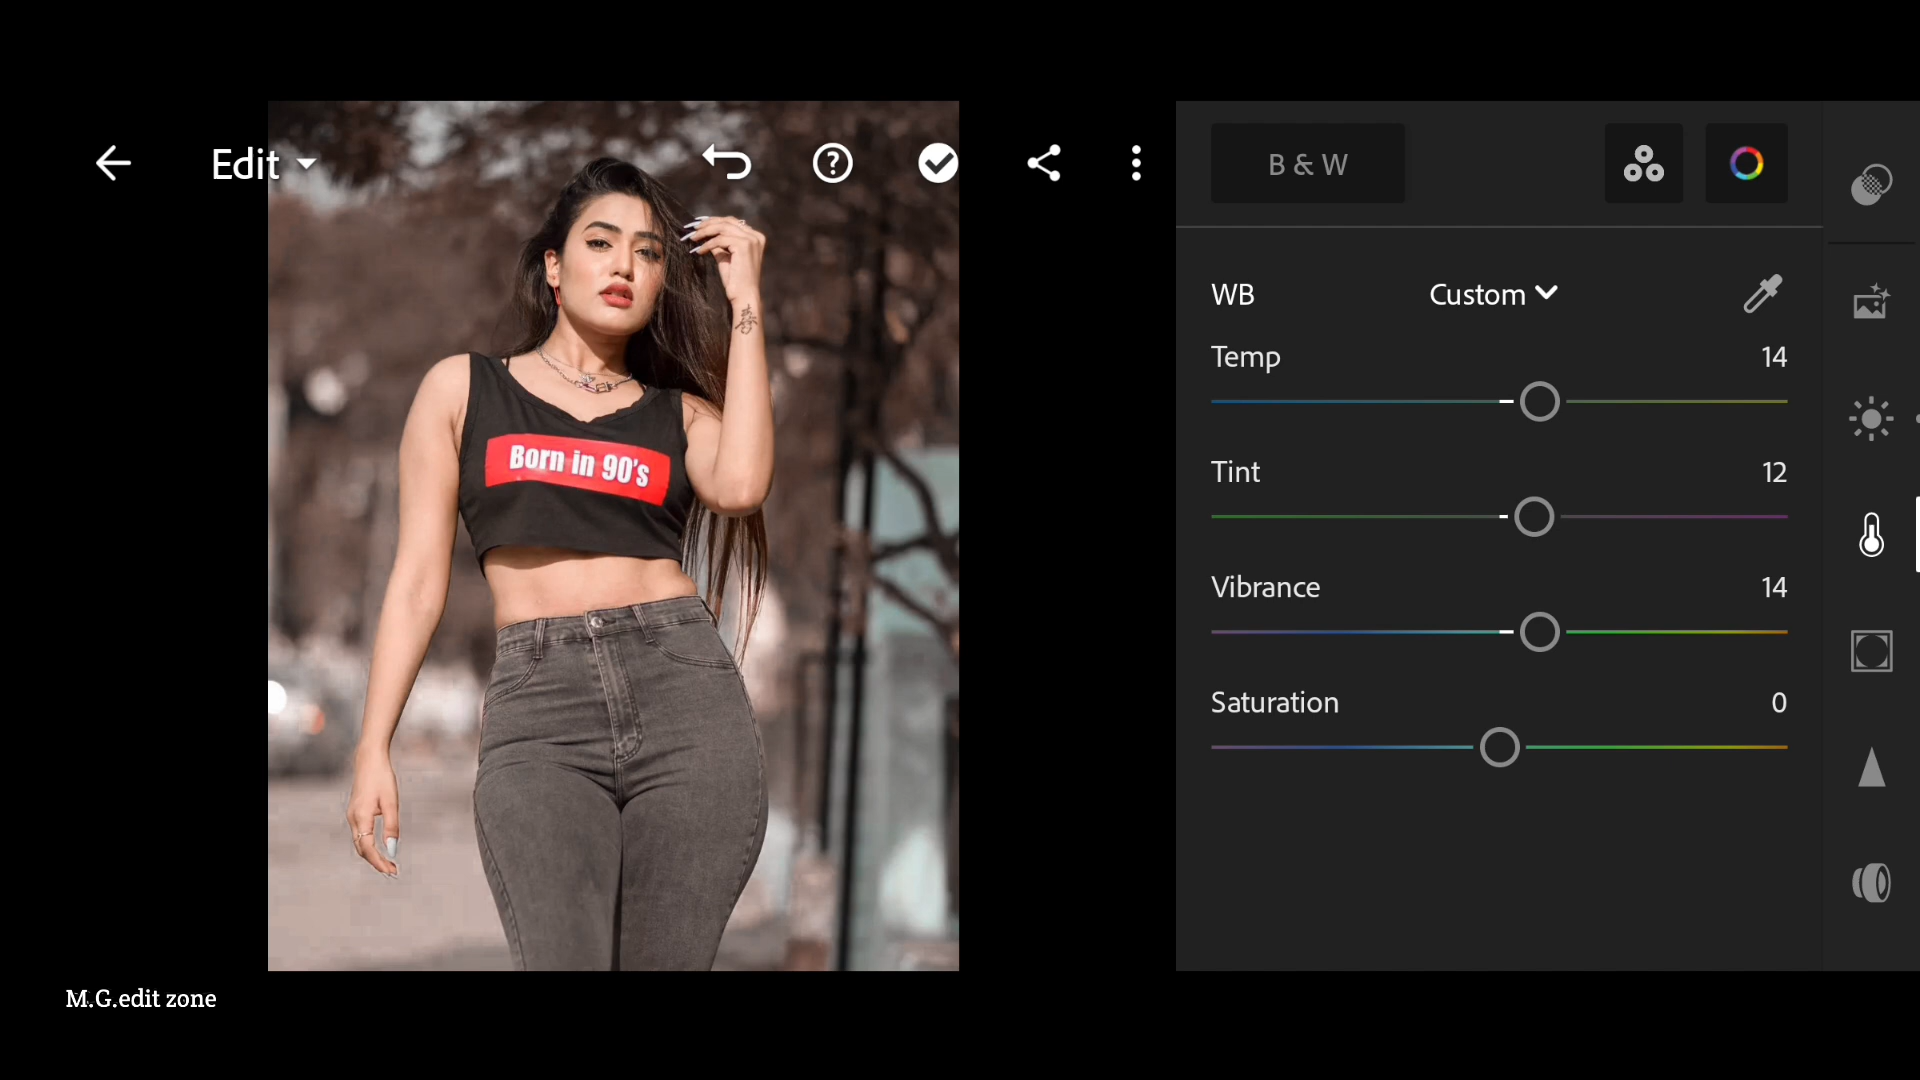 Edit
B & W
WB Custom
Temp 14
Tint 12
Vibrance 14
Saturation 0
Born in 90's
M.G.edit zone